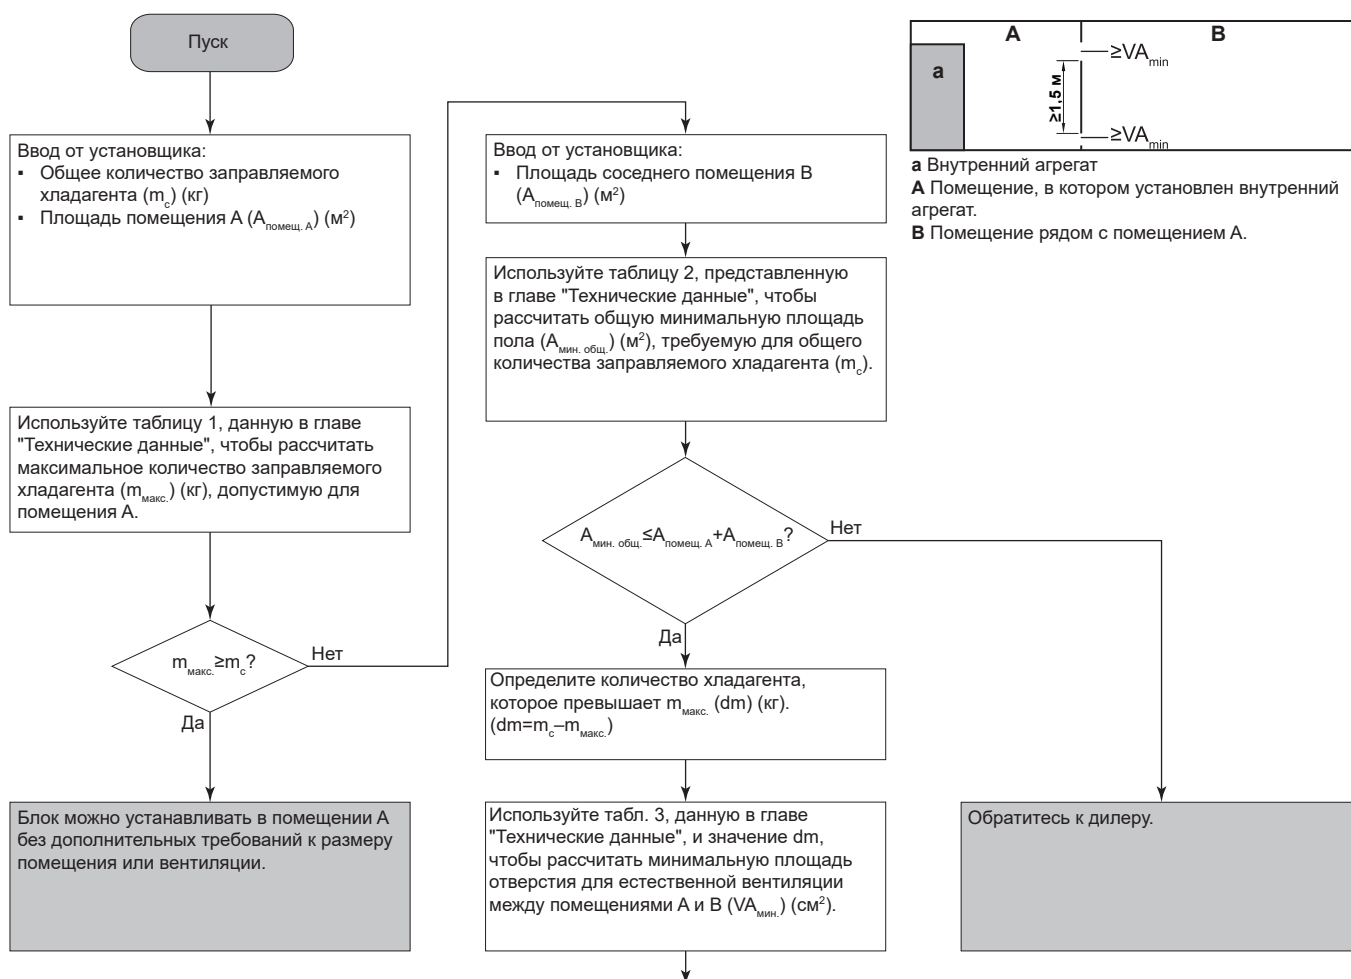 Пуск
Ввод от установщика:
▪ Общее количество заправляемого
хладагента (mc) (кг)
▪ Площадь помещения A (Aпомещ. A) (м²)
Используйте таблицу 1, данную в главе
"Технические данные", чтобы рассчитать
максимальное количество заправляемого
хладагента (mмакс.) (кг), допустимую для
помещения A.
mмакс.≥mc?
Нет
Да
Блок можно устанавливать в помещении A
без дополнительных требований к размеру
помещения или вентиляции.
Ввод от установщика:
▪ Площадь соседнего помещения B
(Aпомещ. B) (м²)
Используйте таблицу 2, представленную
в главе "Технические данные", чтобы
рассчитать общую минимальную площадь
пола (Aмин. общ.) (м²), требуемую для общего
количества заправляемого хладагента (mc).
Aмин. общ.≤Aпомещ. A+Aпомещ. B?
Нет
Да
Определите количество хладагента,
которое превышает mмакс. (dm) (кг).
(dm=mc–mмакс.)
Используйте табл. 3, данную в главе
"Технические данные", и значение dm,
чтобы рассчитать минимальную площадь
отверстия для естественной вентиляции
между помещениями A и B (VAмин.) (см²).
Обратитесь к дилеру.
A
B
a
≥VAmin
≥1,5 м
≥VAmin
a Внутренний агрегат
A Помещение, в котором установлен внутренний
агрегат.
B Помещение рядом с помещением A.